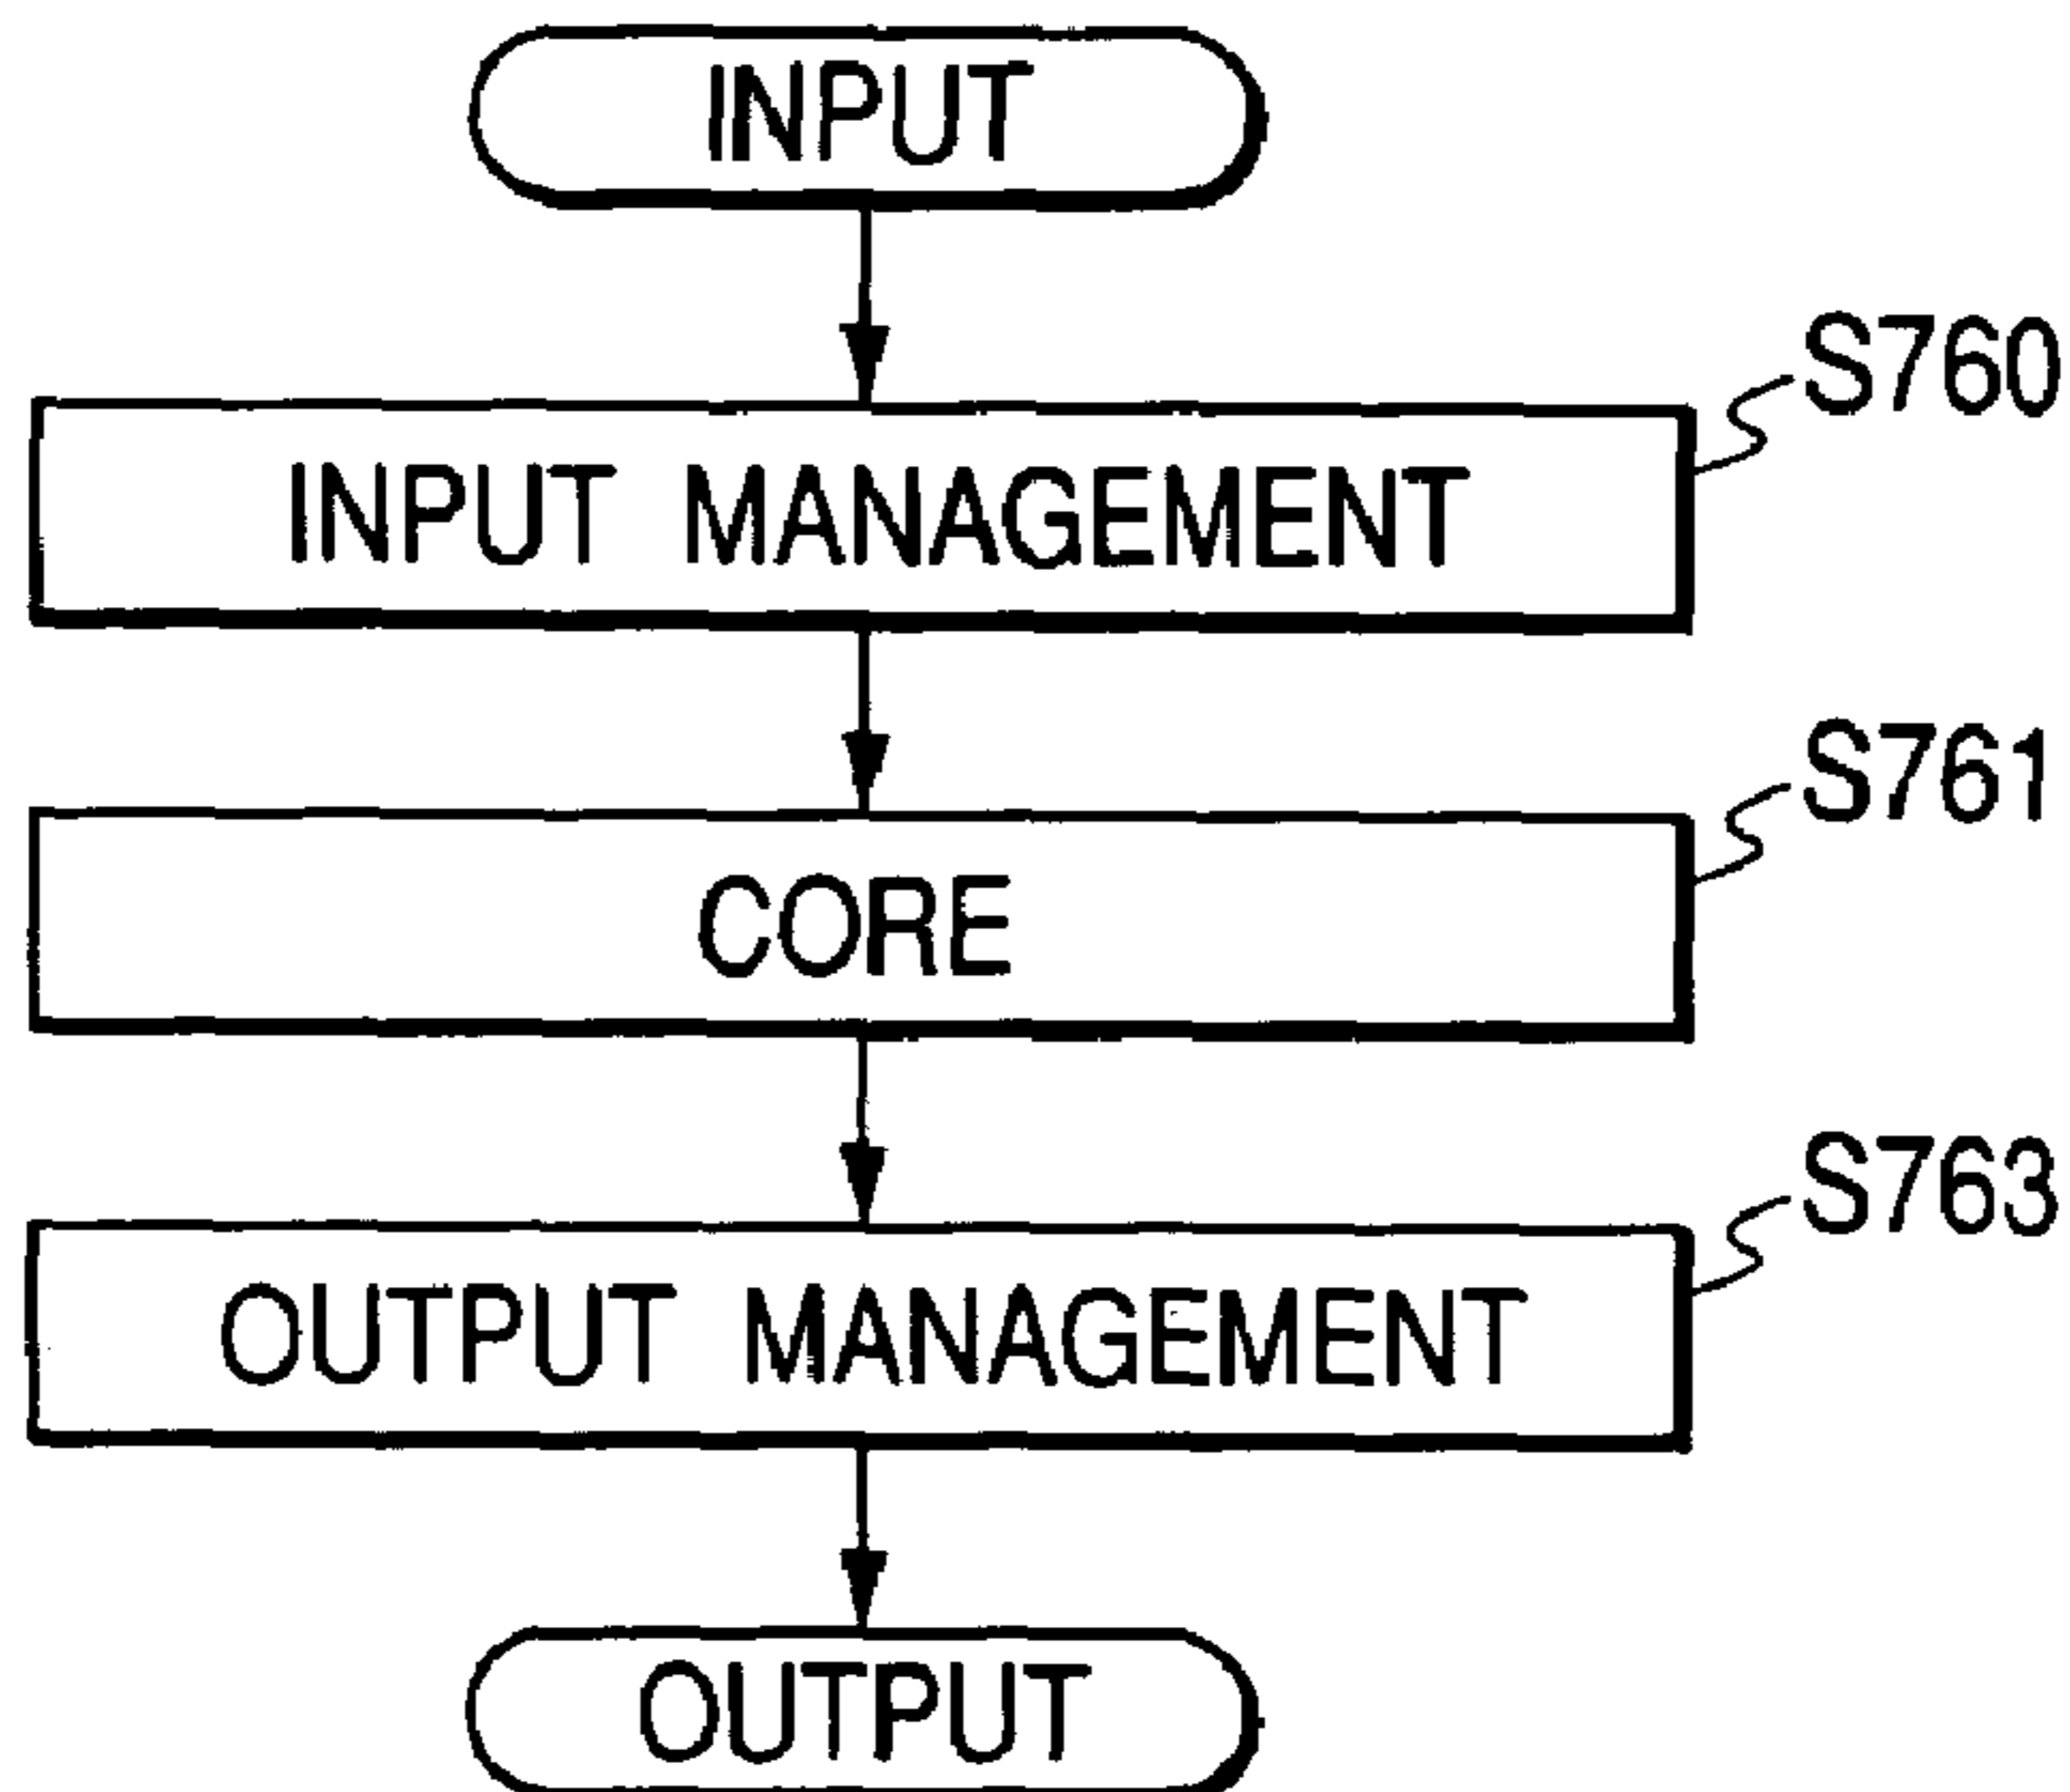 INPUT
S760
INPUT MANAGEMENT
S761
CORE
S763
OUTPUT MANAGEMENT
OUTPUT